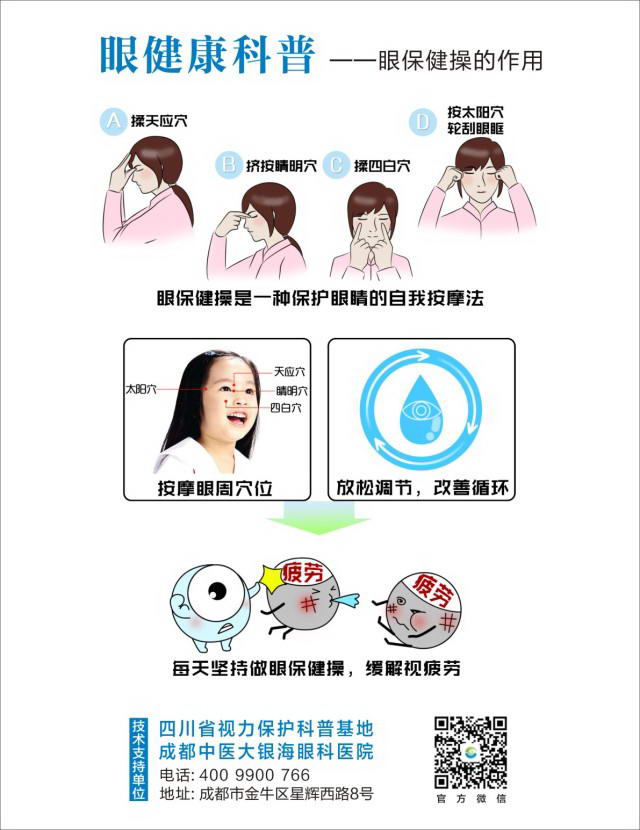 眼健康科普 ——眼保健操的作用
A 揉天应穴
B 挤按睛明穴
C 揉四白穴
D 按太阳穴
轮刮眼眶
眼保健操是一种保护眼睛的自我按摩法
太阳穴
天应穴
睛明穴
四白穴
按摩眼周穴位
放松调节，改善循环
疲劳
疲劳
每天坚持做眼保健操，缓解视疲劳
技术支持单位
四川省视力保护科普基地
成都中医大银海眼科医院
电话: 400 9900 766
地址: 成都市金牛区星辉西路8号
官方微信